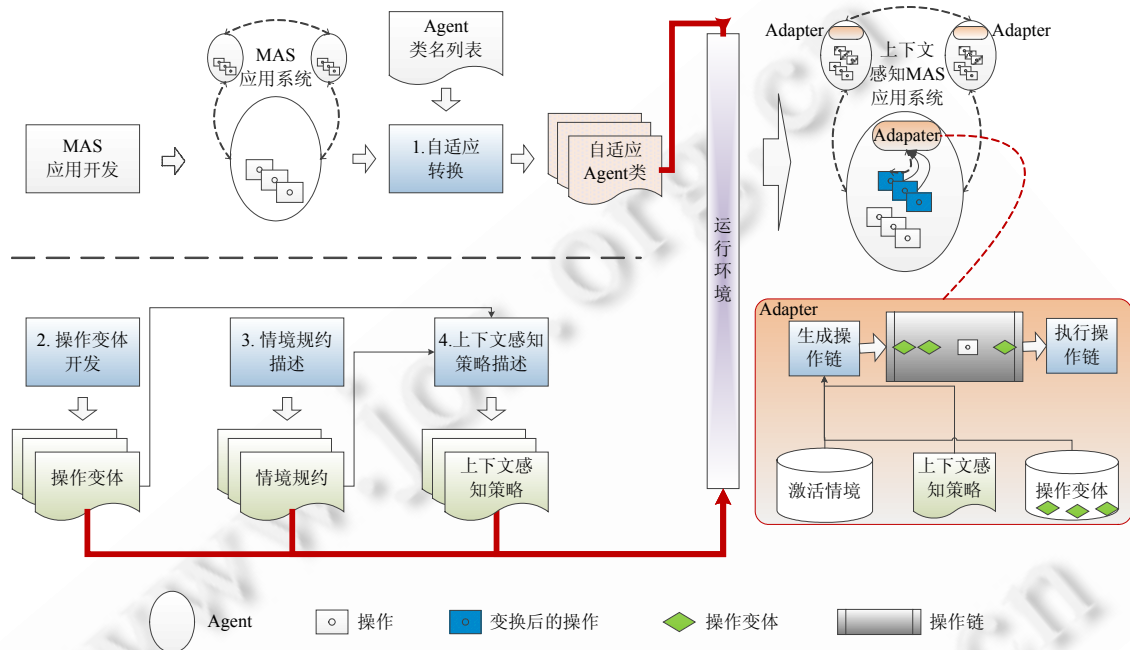 MAS
应用开发
MAS
应用系统
Agent
类名列表
1.自适应
转换
自适应
Agent类
运行环境
Adapter
Adapter
上下文
感知MAS
应用系统
Adapater
2. 操作变体
开发
3. 情境规约
描述
4.上下文感知
策略描述
操作变体
情境规约
上下文感
知策略
Adapter
生成操
作链
执行操
作链
激活情境
上下文感
知策略
操作变体
Agent
操作
变换后的操作
操作变体
操作链
www.jos.org.cn